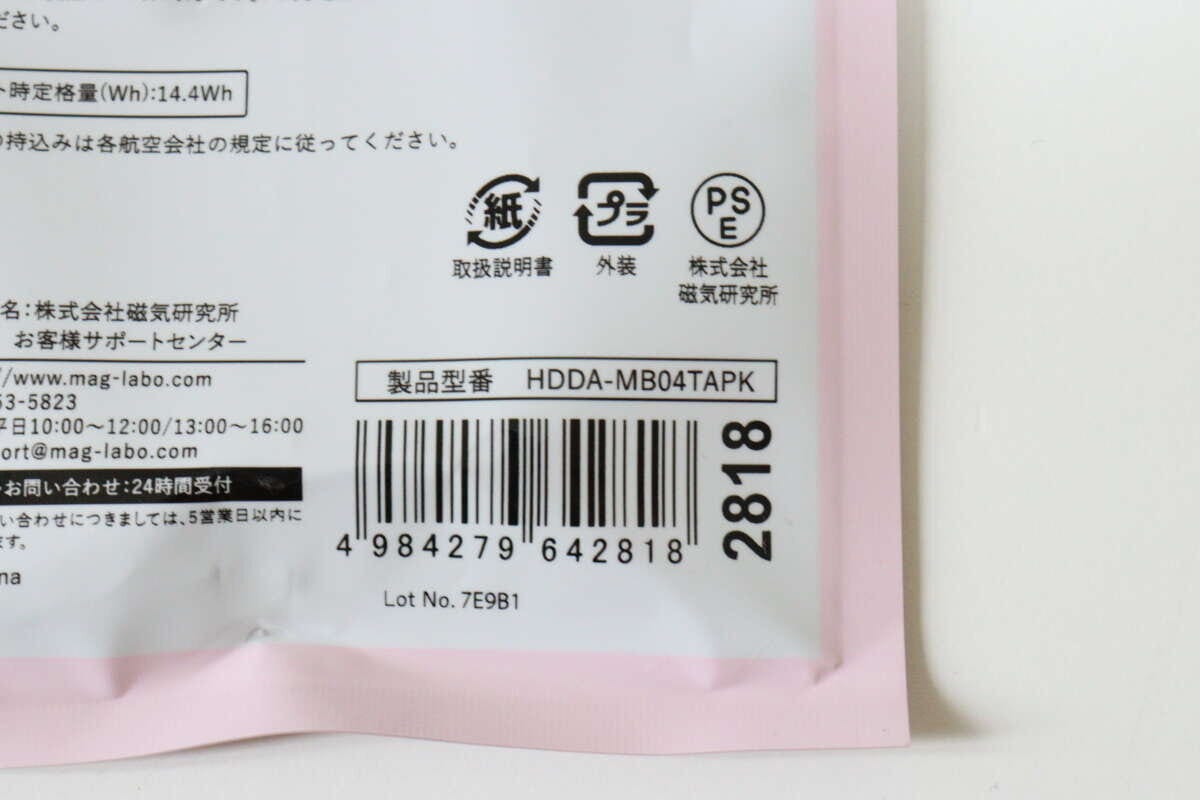 ださい。
ト時定格量(Wh):14.4Wh
の持込みは各航空会社の規定に従ってください。
紙
取扱説明書
プラ
外装
PS
E
株式会社
磁気研究所
名:株式会社磁気研究所
お客様サポートセンター
//www.mag-labo.com
53-5823
平日10:00〜12:00/13:00〜16:00
ort@mag-labo.com
お問い合わせ:24時間受付
い合わせにつきましては、5営業日以内に
ます。
na
製品型番 HDDA-MB04TAPK
4 984279 642818
2818
Lot No. 7E9B1